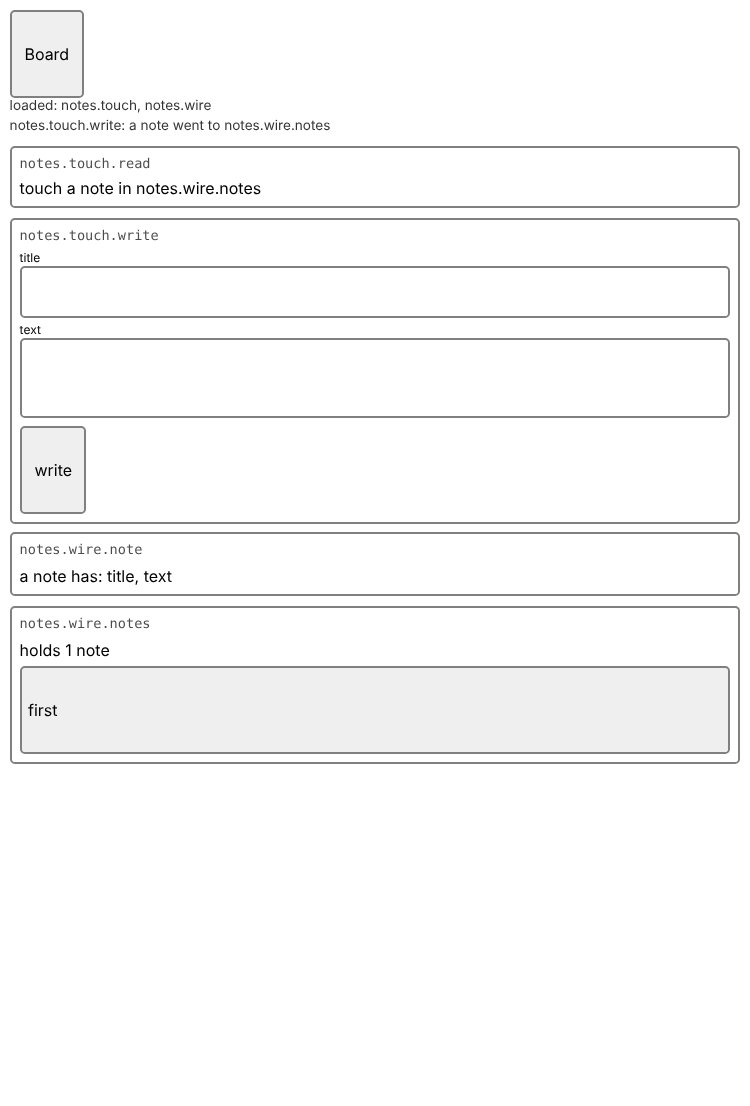 Board
loaded: notes.touch, notes.wire
notes.touch.write: a note went to notes.wire.notes
notes.touch.read
touch a note in notes.wire.notes
notes.touch.write
title
text
write
notes.wire.note
a note has: title, text
notes.wire.notes
holds 1 note
first